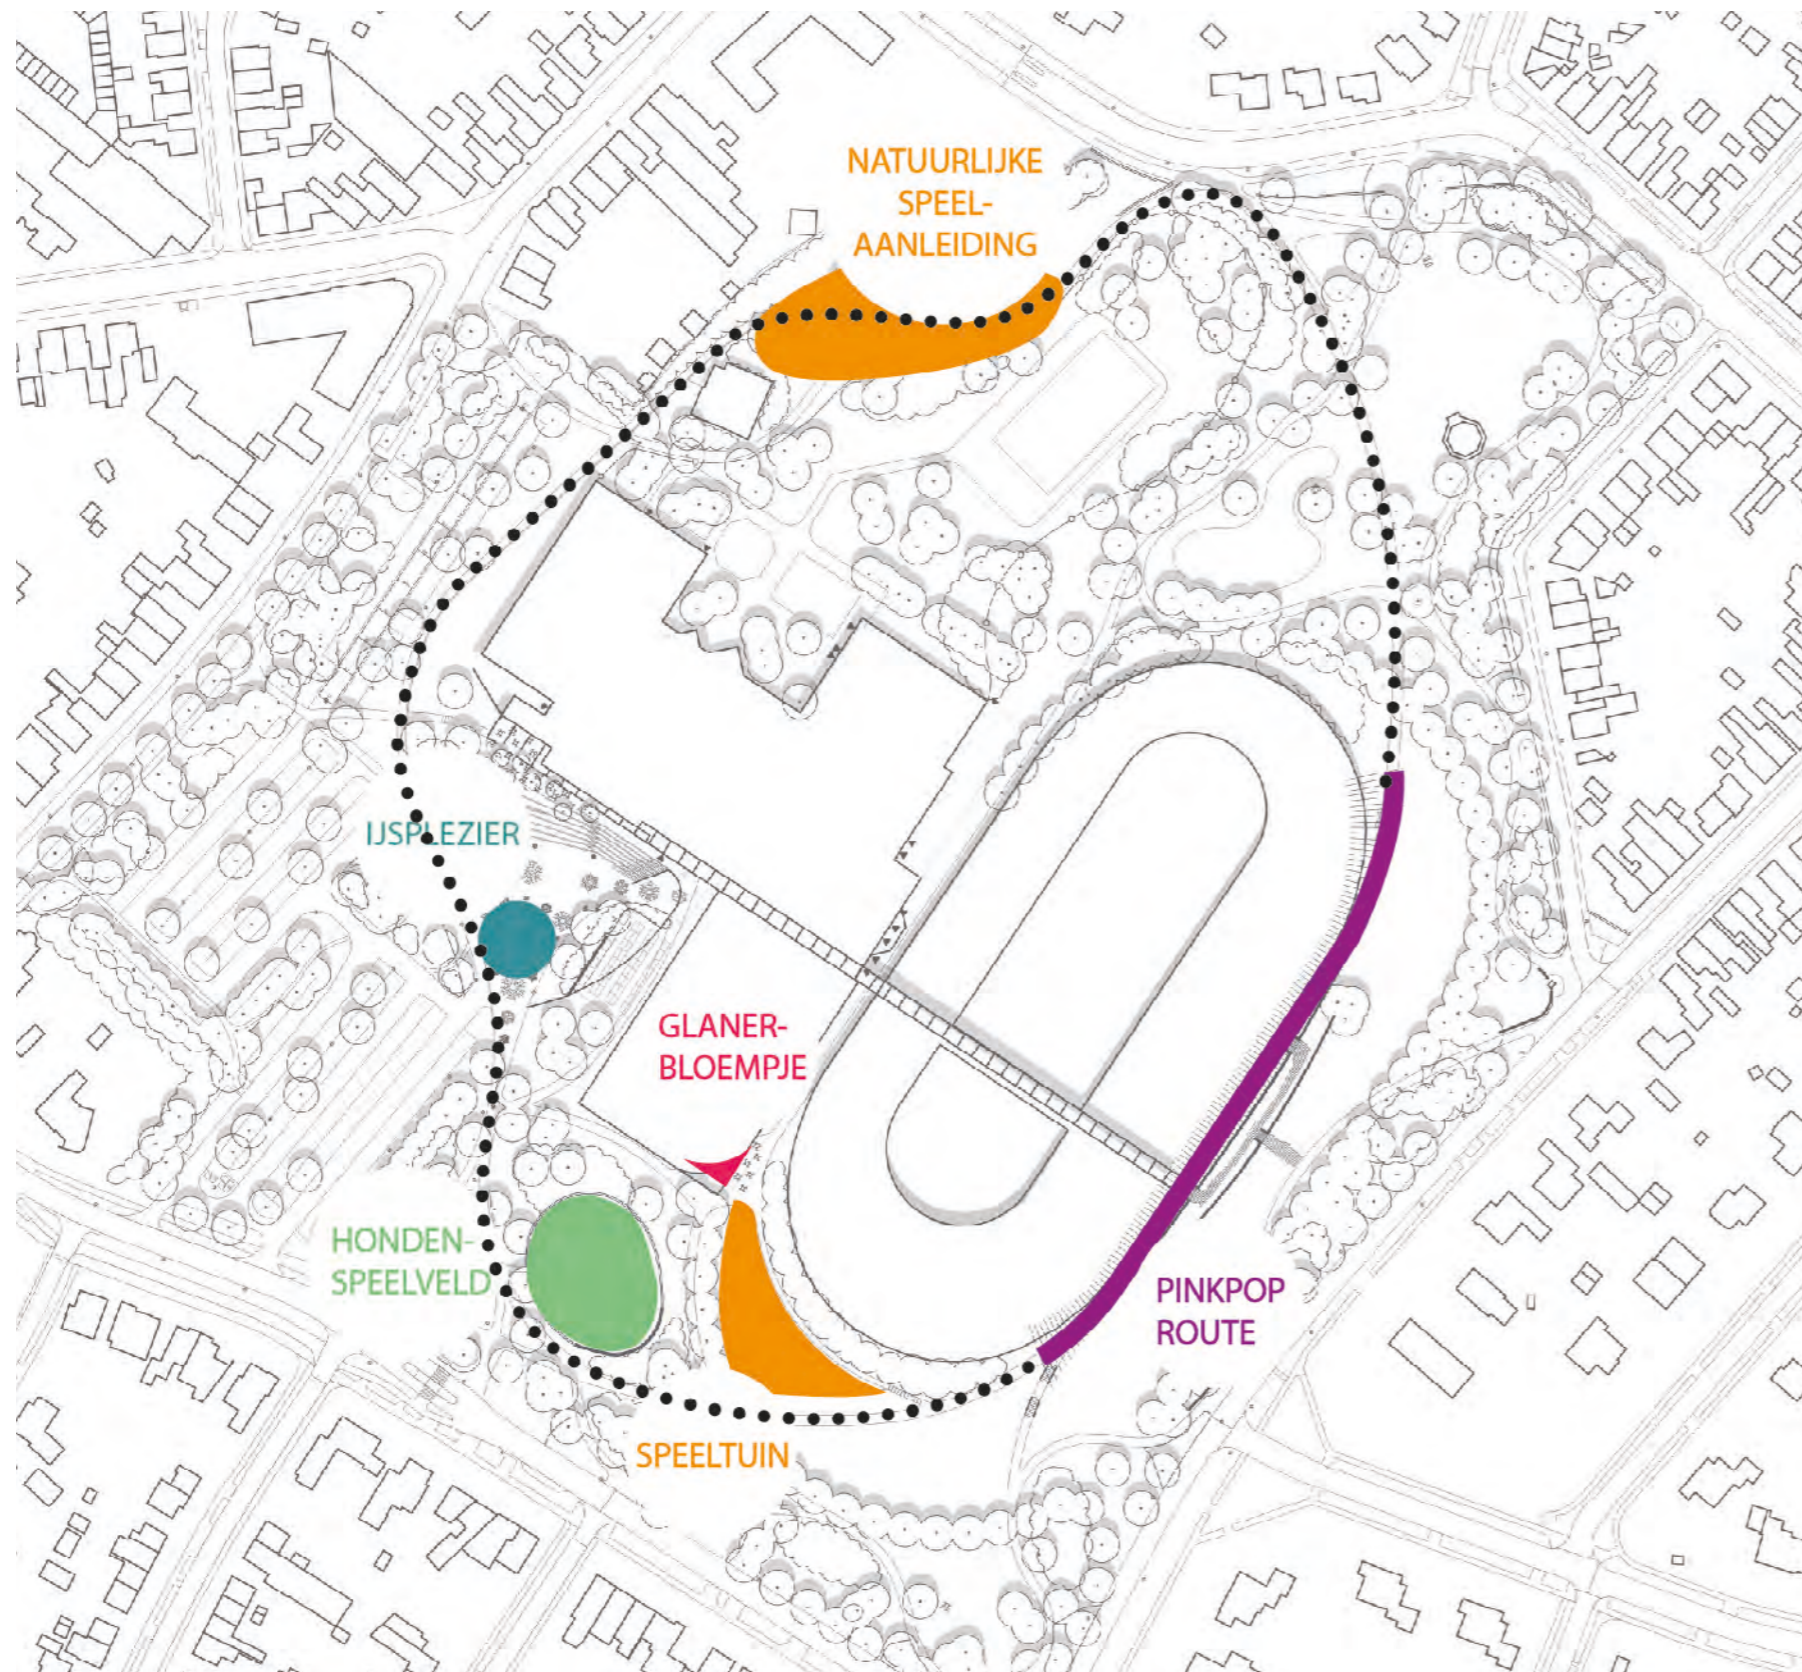 NATUURLIJKE
SPEEL-
AANLEIDING
IJSPLEZIER
GLANER-
BLOEMPJE
HONDEN-
SPEELVELD
PINKPOP
ROUTE
SPEELTUIN